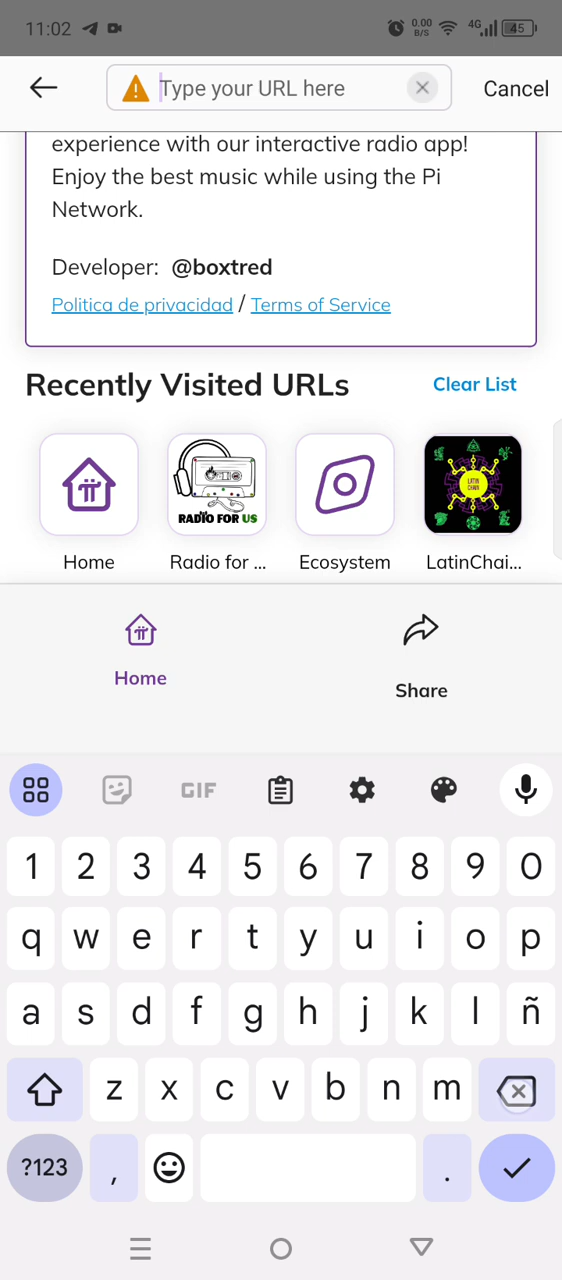 11:02 0.00 B/S 4G 45
Type your URL here Cancel
experience with our interactive radio app!
Enjoy the best music while using the Pi
Network.
Developer: @boxtred
Politica de privacidad / Terms of Service
Recently Visited URLs Clear List
RADIO FOR US
LATIN
CHAIN
Home Radio for ... Ecosystem LatinChai...
Home Share
GIF
1 2 3 4 5 6 7 8 9 0
q w e r t y u i o p
a s d f g h j k l ñ
z x c v b n m
?123 , .